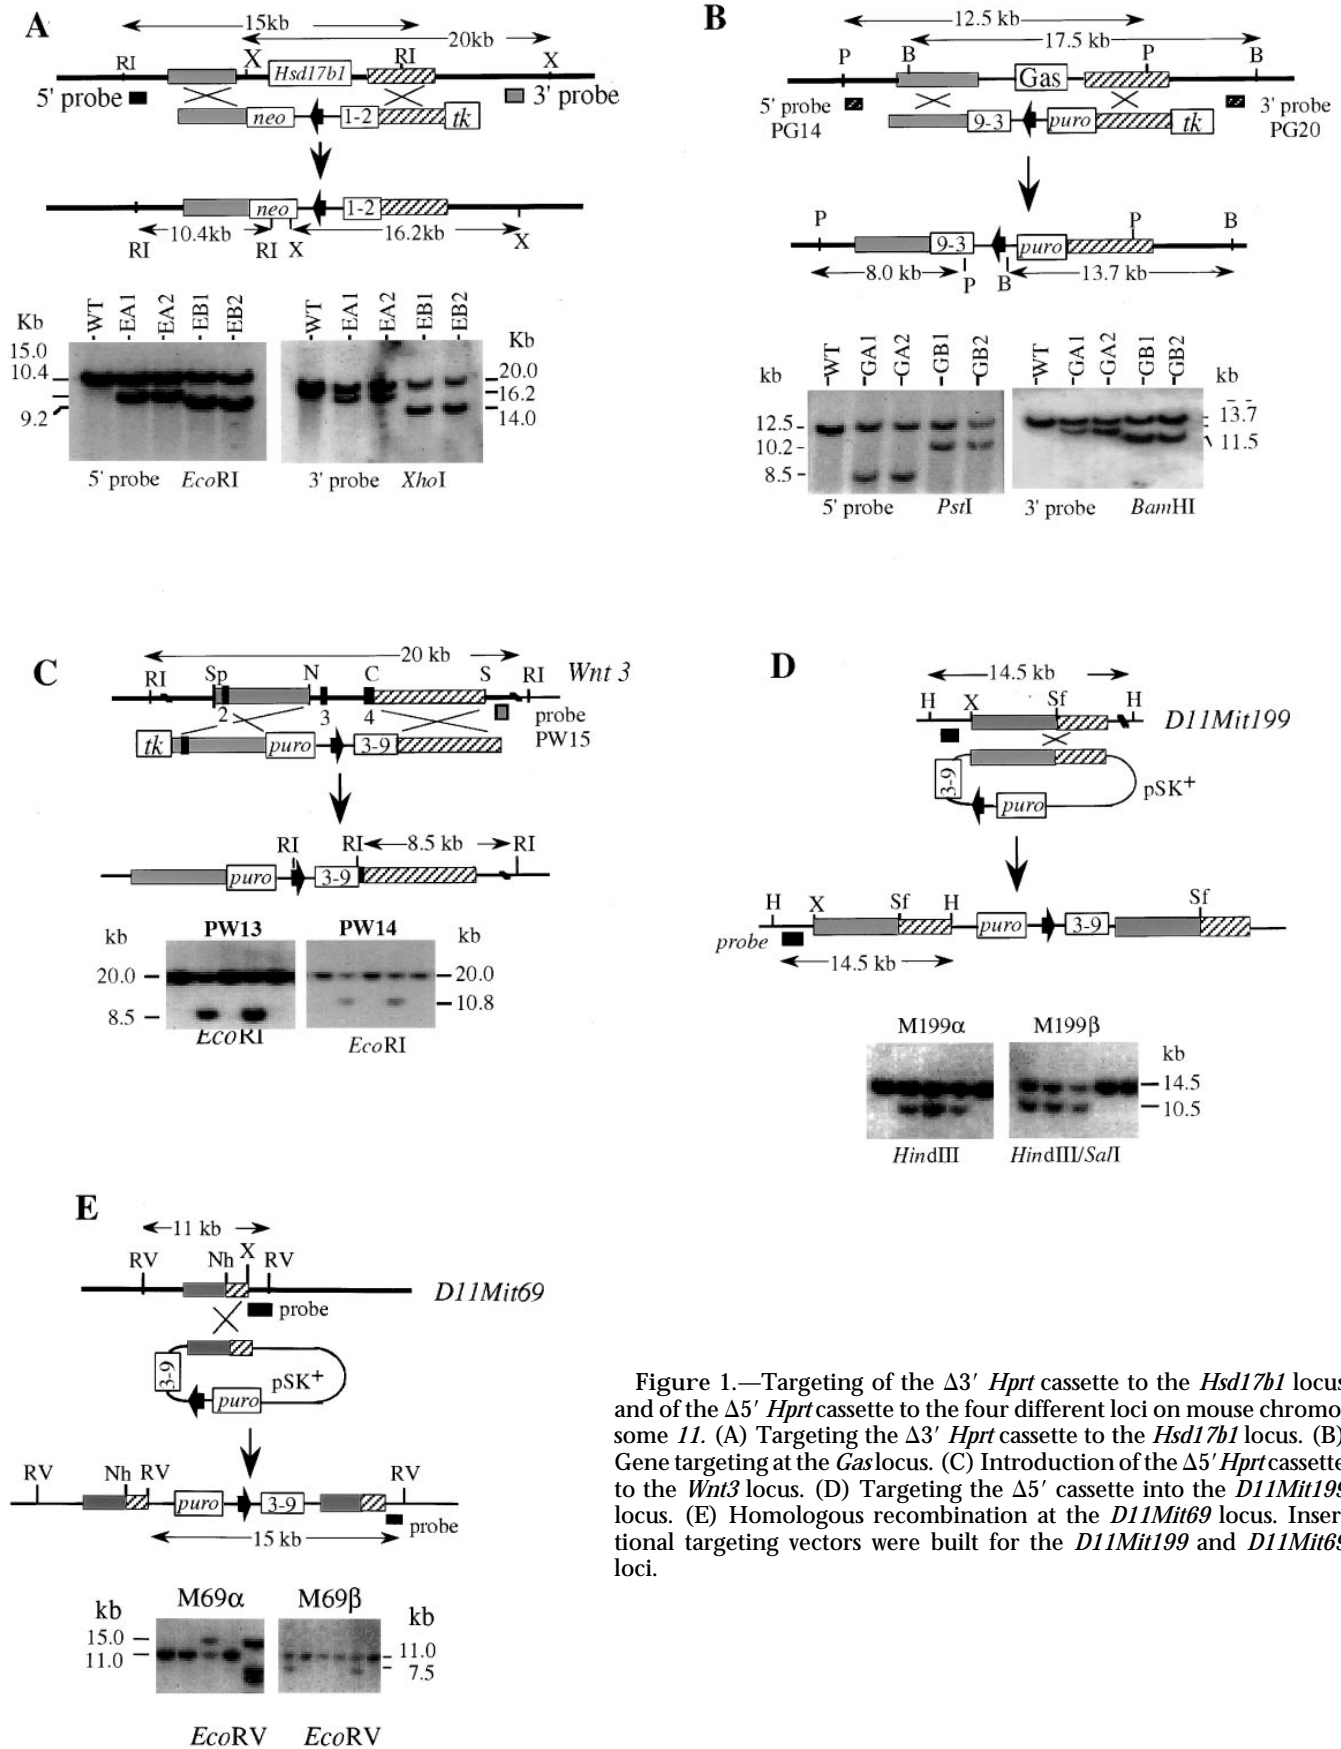 A
15kb
20kb
RI X Hsd17b1 RI X
5' probe 3' probe
neo 1-2 tk
neo 1-2
10.4kb 16.2kb
RI RI X X
Kb WT EA1 EA2 EB1 EB2
15.0
10.4
9.2
WT EA1 EA2 EB1 EB2 Kb
20.0
16.2
14.0
5' probe EcoRI 3' probe XhoI
B
12.5 kb
17.5 kb
P B Gas P B
5' probe
PG14
9-3 puro tk
3' probe
PG20
P P B
9-3 puro
8.0 kb 13.7 kb
P B
kb WT GA1 GA2 GB1 GB2
12.5
10.2
8.5
WT GA1 GA2 GB1 GB2 kb
13.7
11.5
5' probe PstI 3' probe BamHI
C
20 kb
RI Sp N C S RI Wnt 3
2 3 4 probe
PW15
tk puro 3-9
RI RI 8.5 kb RI
puro 3-9
kb PW13 PW14 kb
20.0 20.0
8.5 10.8
EcoRI EcoRI
D
14.5 kb
H X Sf H
D11Mit199
3-9 puro pSK+
H X Sf H Sf
probe puro 3-9
14.5 kb
M199α M199β
kb
14.5
10.5
HindIII HindIII/SalI
E
11 kb
RV Nh X RV
D11Mit69
probe
3-9 puro pSK+
RV Nh RV RV
puro 3-9
probe
15 kb
M69α M69β
kb kb
15.0 11.0
11.0 7.5
EcoRV EcoRV
Figure 1.—Targeting of the Δ3′ Hprt cassette to the Hsd17b1 locus
and of the Δ5′ Hprt cassette to the four different loci on mouse chromo
some 11. (A) Targeting the Δ3′ Hprt cassette to the Hsd17b1 locus. (B)
Gene targeting at the Gas locus. (C) Introduction of the Δ5′ Hprt cassette
to the Wnt3 locus. (D) Targeting the Δ5′ cassette into the D11Mit199
locus. (E) Homologous recombination at the D11Mit69 locus. Inser
tional targeting vectors were built for the D11Mit199 and D11Mit69
loci.